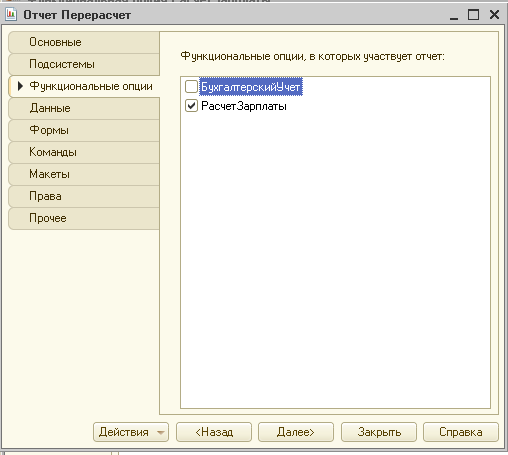 Отчет Перерасчет
Основные
Подсистемы
Функциональные опции
Данные
Формы
Команды
Макеты
Права
Прочее
Функциональные опции, в которых участвует отчет:
БухгалтерскийУчет
РасчетЗарплаты
Действия
<Назад
Далее>
Закрыть
Справка